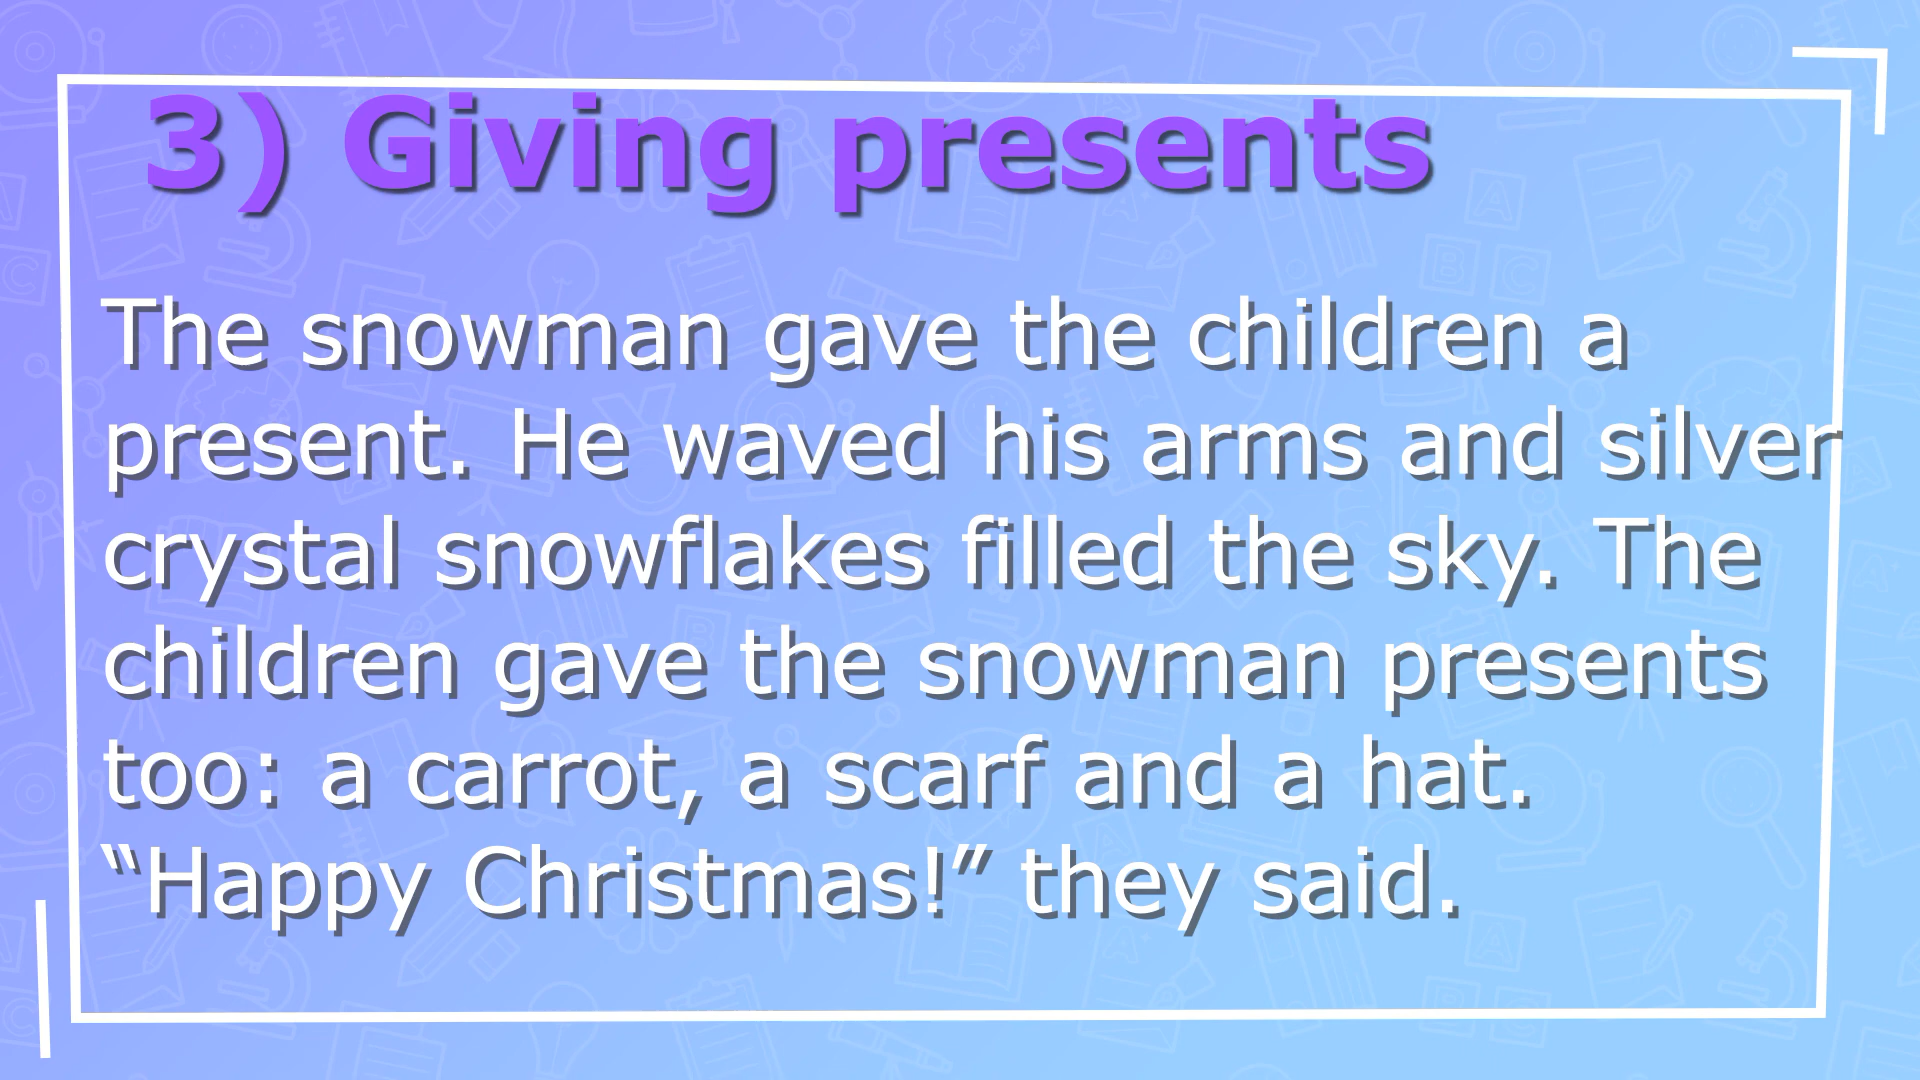 3) Giving presents
The snowman gave the children a
present. He waved his arms and silver
crystal snowflakes filled the sky. The
children gave the snowman presents
too: a carrot, a scarf and a hat.
“Happy Christmas!” they said.